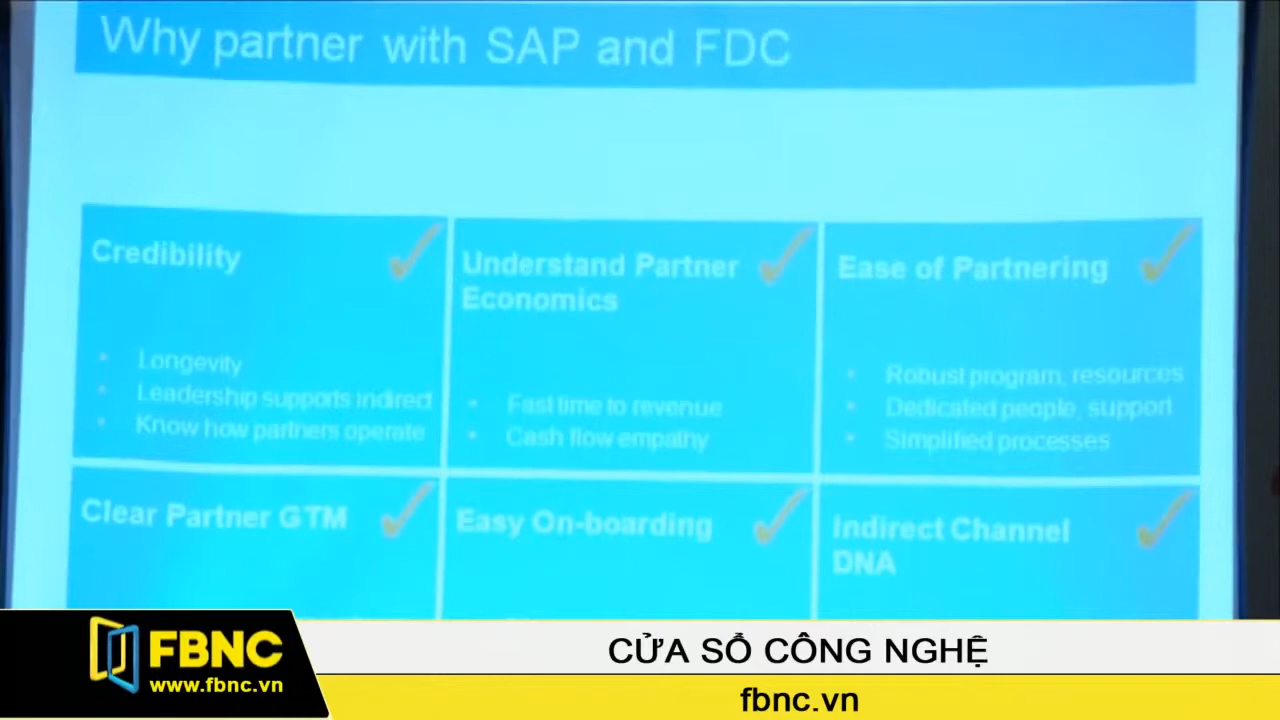 Why partner with SAP and FDC
Credibility
Longevity
Leadership supports indirect
Know how partners operate
Understand Partner
Economics
Fast time to revenue
Cash flow empathy
Ease of Partnering
Robust program, resources
Dedicated people, support
Simplified processes
Clear Partner GTM
Easy On-boarding
Indirect Channel
DNA
FBNC
www.fbnc.vn
CỬA SỔ CÔNG NGHỆ
fbnc.vn